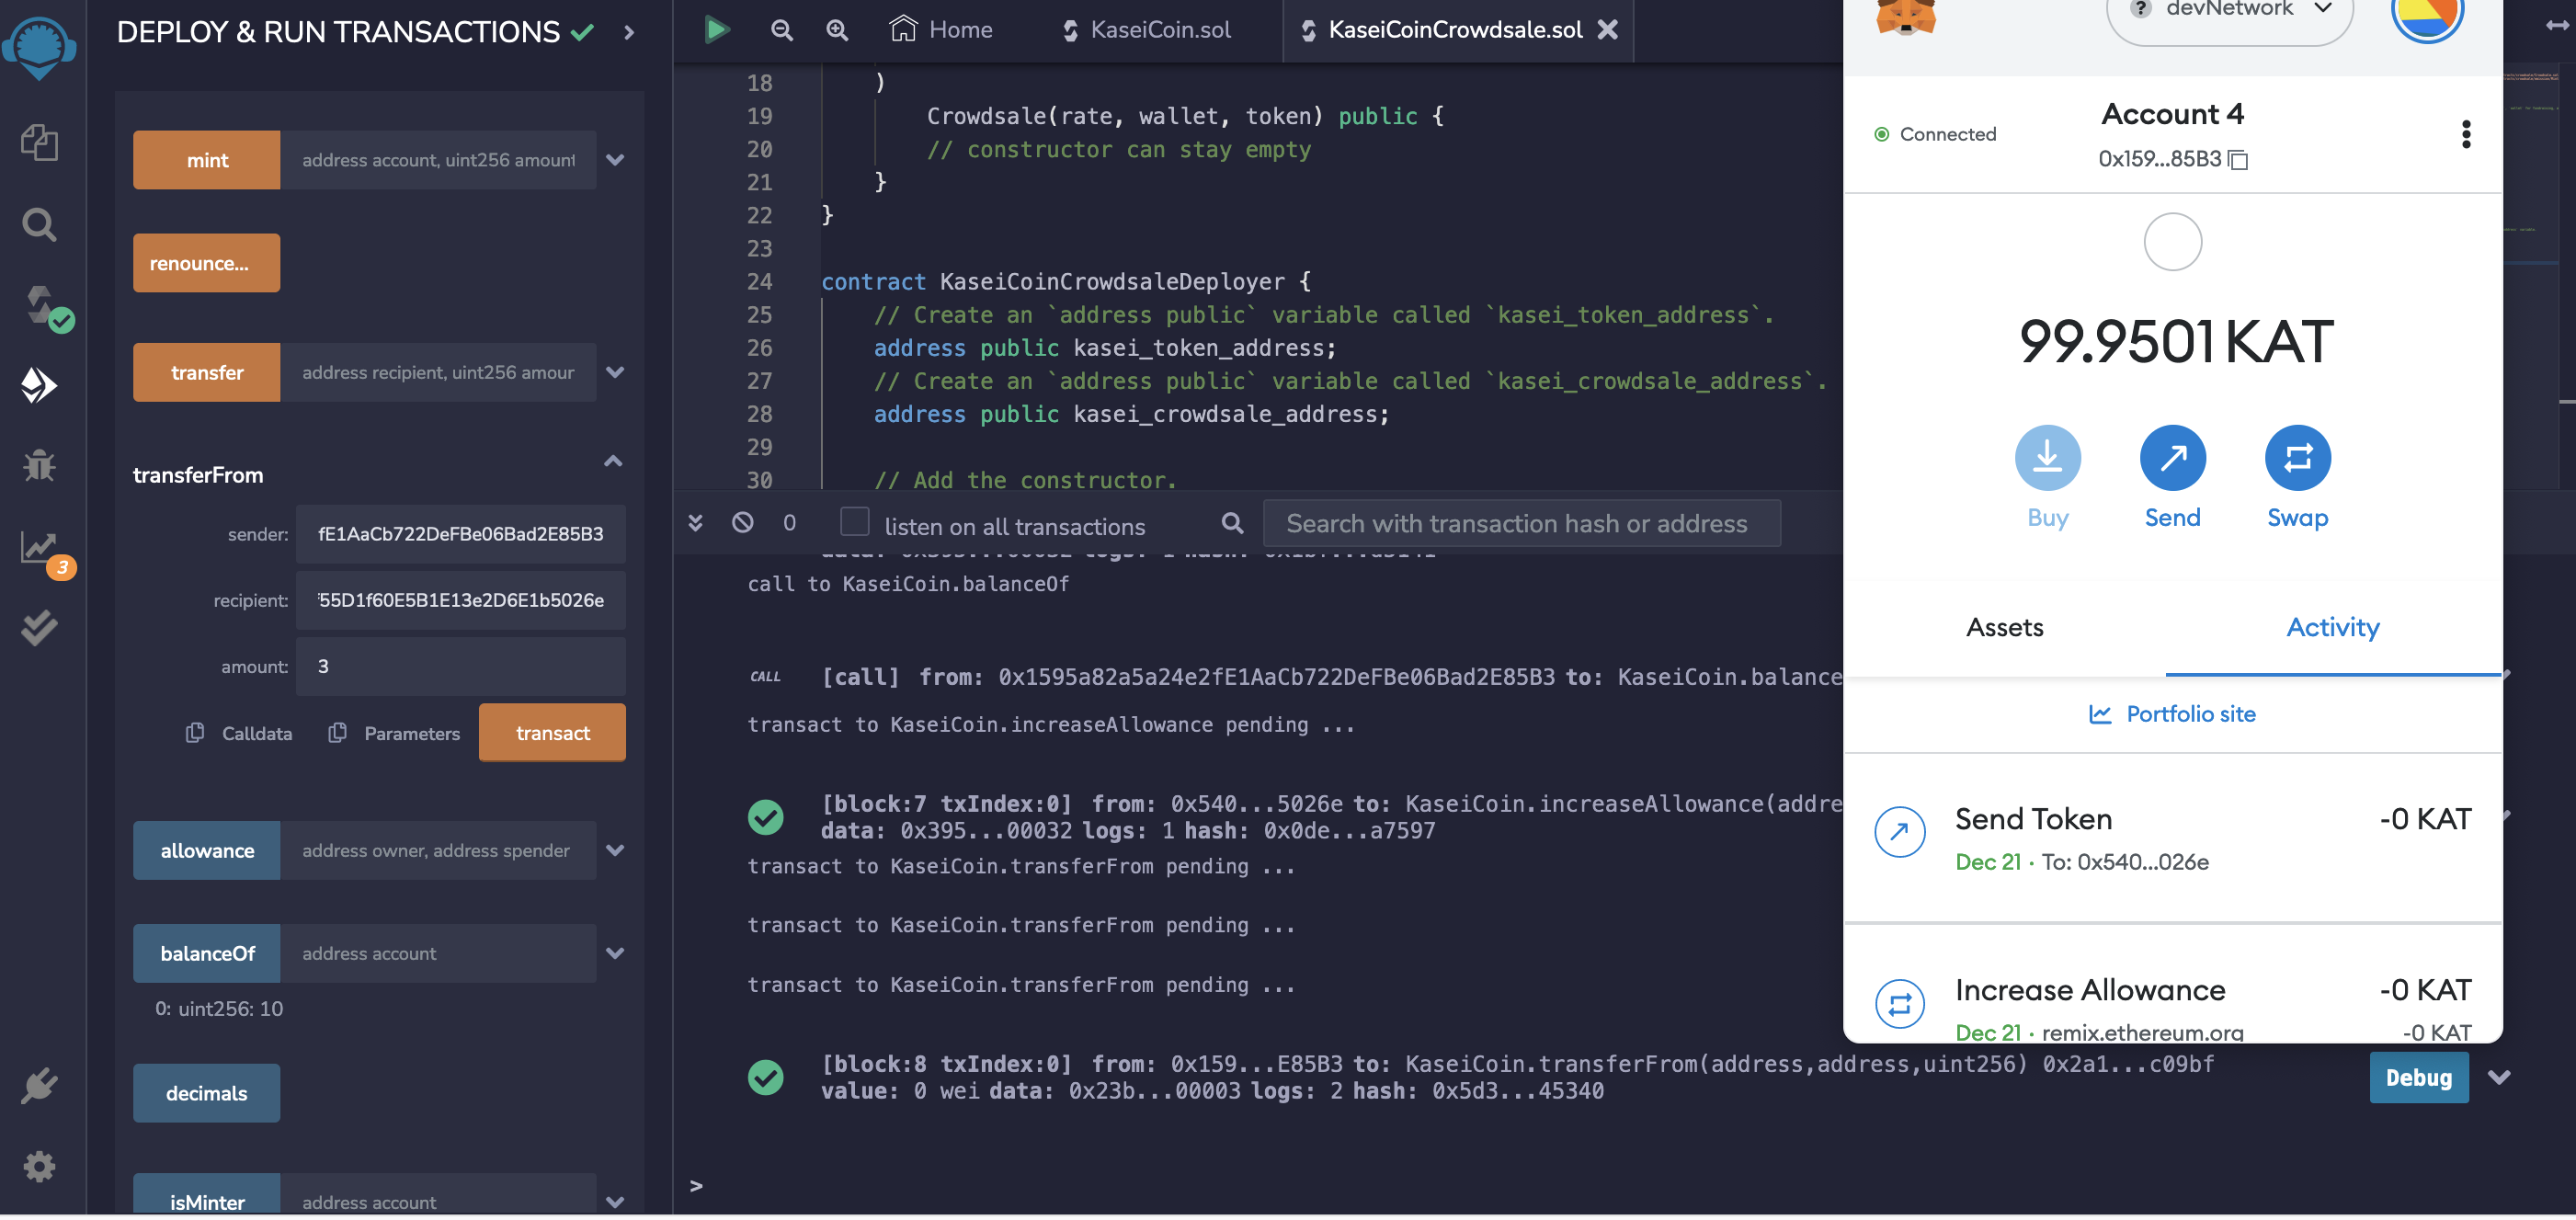 DEPLOY & RUN TRANSACTIONS
mint
address account, uint256 amount
renounce...
transfer
address recipient, uint256 amour
transferFrom
sender:
fE1AaCb722DeFBe06Bad2E85B3
recipient:
55D1f60E5B1E13e2D6E1b5026e
amount:
3
Calldata
Parameters
transact
allowance
address owner, address spender
balanceOf
address account
0: uint256: 10
decimals
isMinter
address account
3
Home
KaseiCoin.sol
KaseiCoinCrowdsale.sol
18 )
19 Crowdsale(rate, wallet, token) public {
20 // constructor can stay empty
21 }
22 }
23
24 contract KaseiCoinCrowdsaleDeployer {
25 // Create an `address public` variable called `kasei_token_address`.
26 address public kasei_token_address;
27 // Create an `address public` variable called `kasei_crowdsale_address`.
28 address public kasei_crowdsale_address;
29
30 // Add the constructor.
0
listen on all transactions
Search with transaction hash or address
call to KaseiCoin.balanceOf
CALL [call] from: 0x1595a82a5a24e2fE1AaCb722DeFBe06Bad2E85B3 to: KaseiCoin.balance
transact to KaseiCoin.increaseAllowance pending ...
[block:7 txIndex:0] from: 0x540...5026e to: KaseiCoin.increaseAllowance(addre
data: 0x395...00032 logs: 1 hash: 0x0de...a7597
transact to KaseiCoin.transferFrom pending ...
transact to KaseiCoin.transferFrom pending ...
transact to KaseiCoin.transferFrom pending ...
[block:8 txIndex:0] from: 0x159...E85B3 to: KaseiCoin.transferFrom(address,address,uint256) 0x2a1...c09bf
value: 0 wei data: 0x23b...00003 logs: 2 hash: 0x5d3...45340
Debug
>
? devNetwork
Connected
Account 4
0x159...85B3
99.9501 KAT
Buy
Send
Swap
Assets
Activity
Portfolio site
Send Token
-0 KAT
Dec 21 · To: 0x540...026e
Increase Allowance
-0 KAT
Dec 21 · remix.ethereum.org
-0 KAT